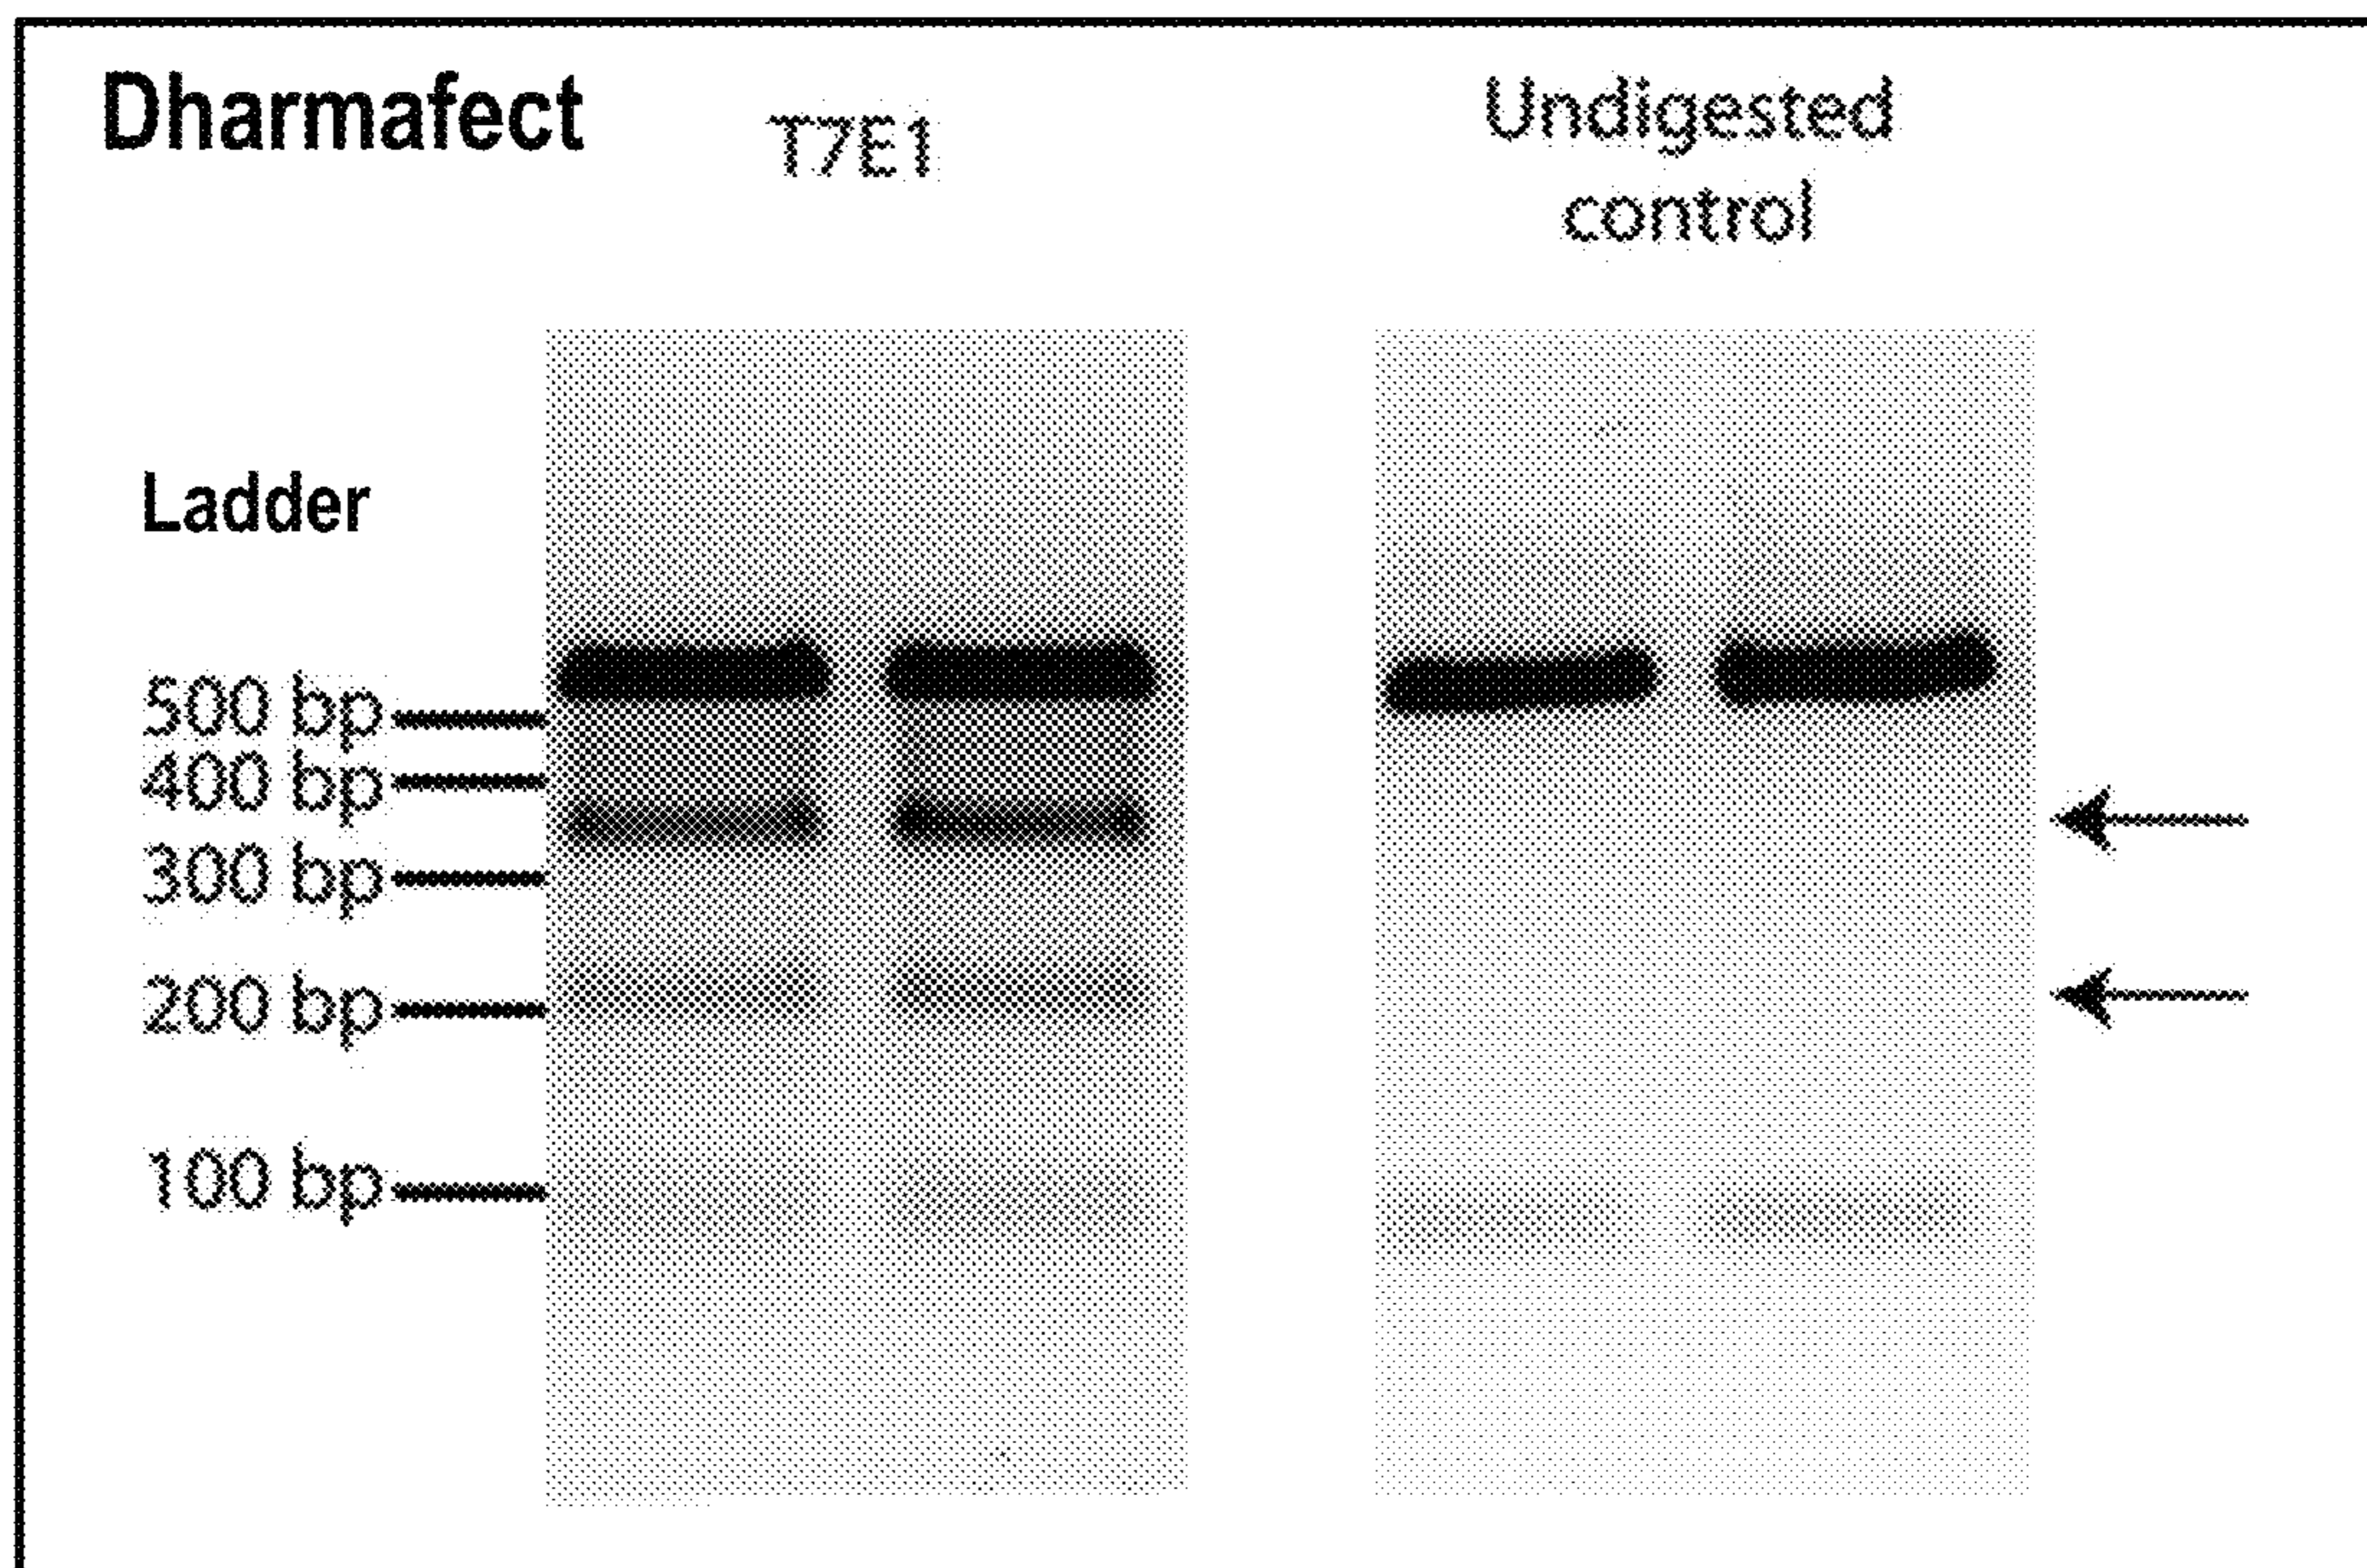 Dharmafect
T7E1
Undigested
control
Ladder
500 bp
400 bp
300 bp
200 bp
100 bp